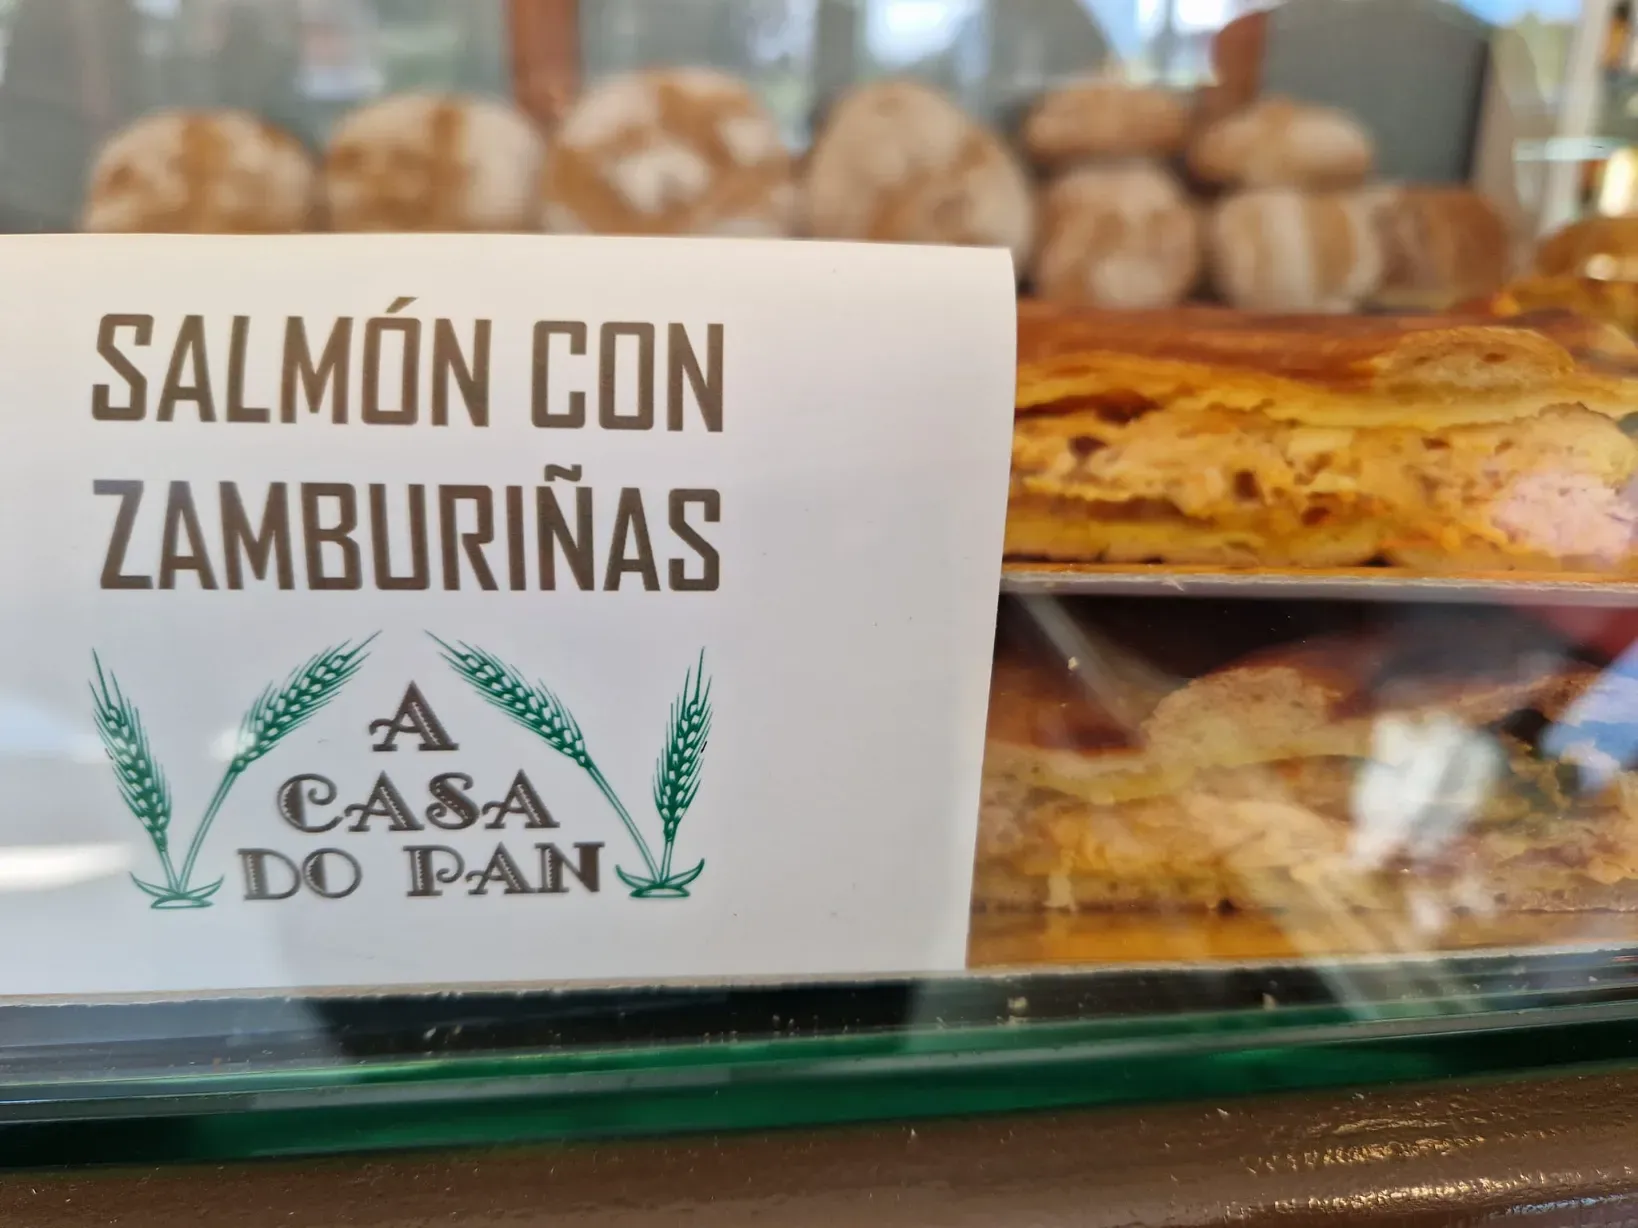 SALMÓN CON
ZAMBURIÑAS
A
CASA
DO PAN